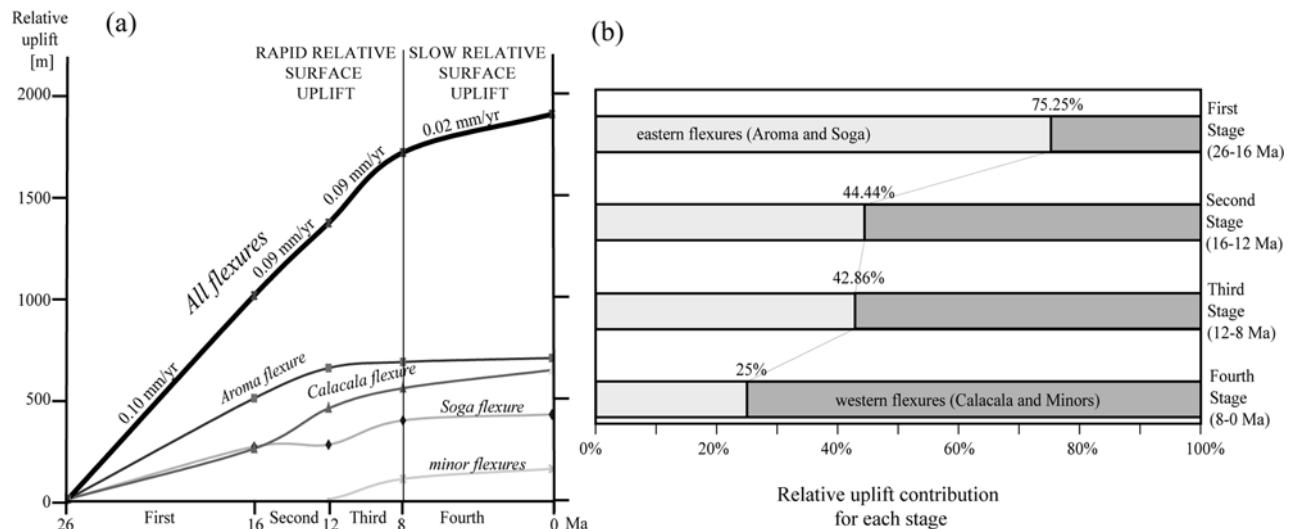 (a)
Relative
uplift
[m]
RAPID RELATIVE
SURFACE
UPLIFT
SLOW RELATIVE
SURFACE
UPLIFT
2000
1500
1000
500
0
0.10 mm/yr
0.09 mm/yr
0.09 mm/yr
0.02 mm/yr
All flexures
Aroma flexure
Calacala flexure
Soga flexure
minor flexures
26 First 16 Second 12 Third 8 Fourth 0 Ma
(b)
75.25%
eastern flexures (Aroma and Soga)
First
Stage
(26-16 Ma)
44.44%
Second
Stage
(16-12 Ma)
42.86%
Third
Stage
(12-8 Ma)
25%
western flexures (Calacala and Minors)
Fourth
Stage
(8-0 Ma)
0% 20% 40% 60% 80% 100%
Relative uplift contribution
for each stage